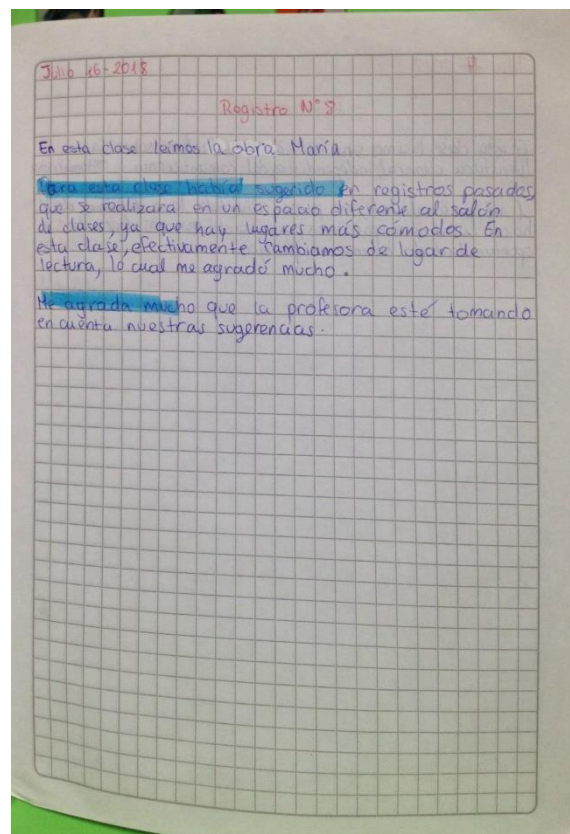 Julio 16-2018
Registro N°8
En esta clase leímos la obra: María
Para esta clase había sugerido en registros pasados,
que se realizara en un espacio diferente al salón
de clases, ya que hay lugares más cómodos. En
esta clase, efectivamente cambiamos de lugar de
lectura, lo cual me agradó mucho.
Me agrada mucho que la profesora esté tomando
en cuenta nuestras sugerencias.